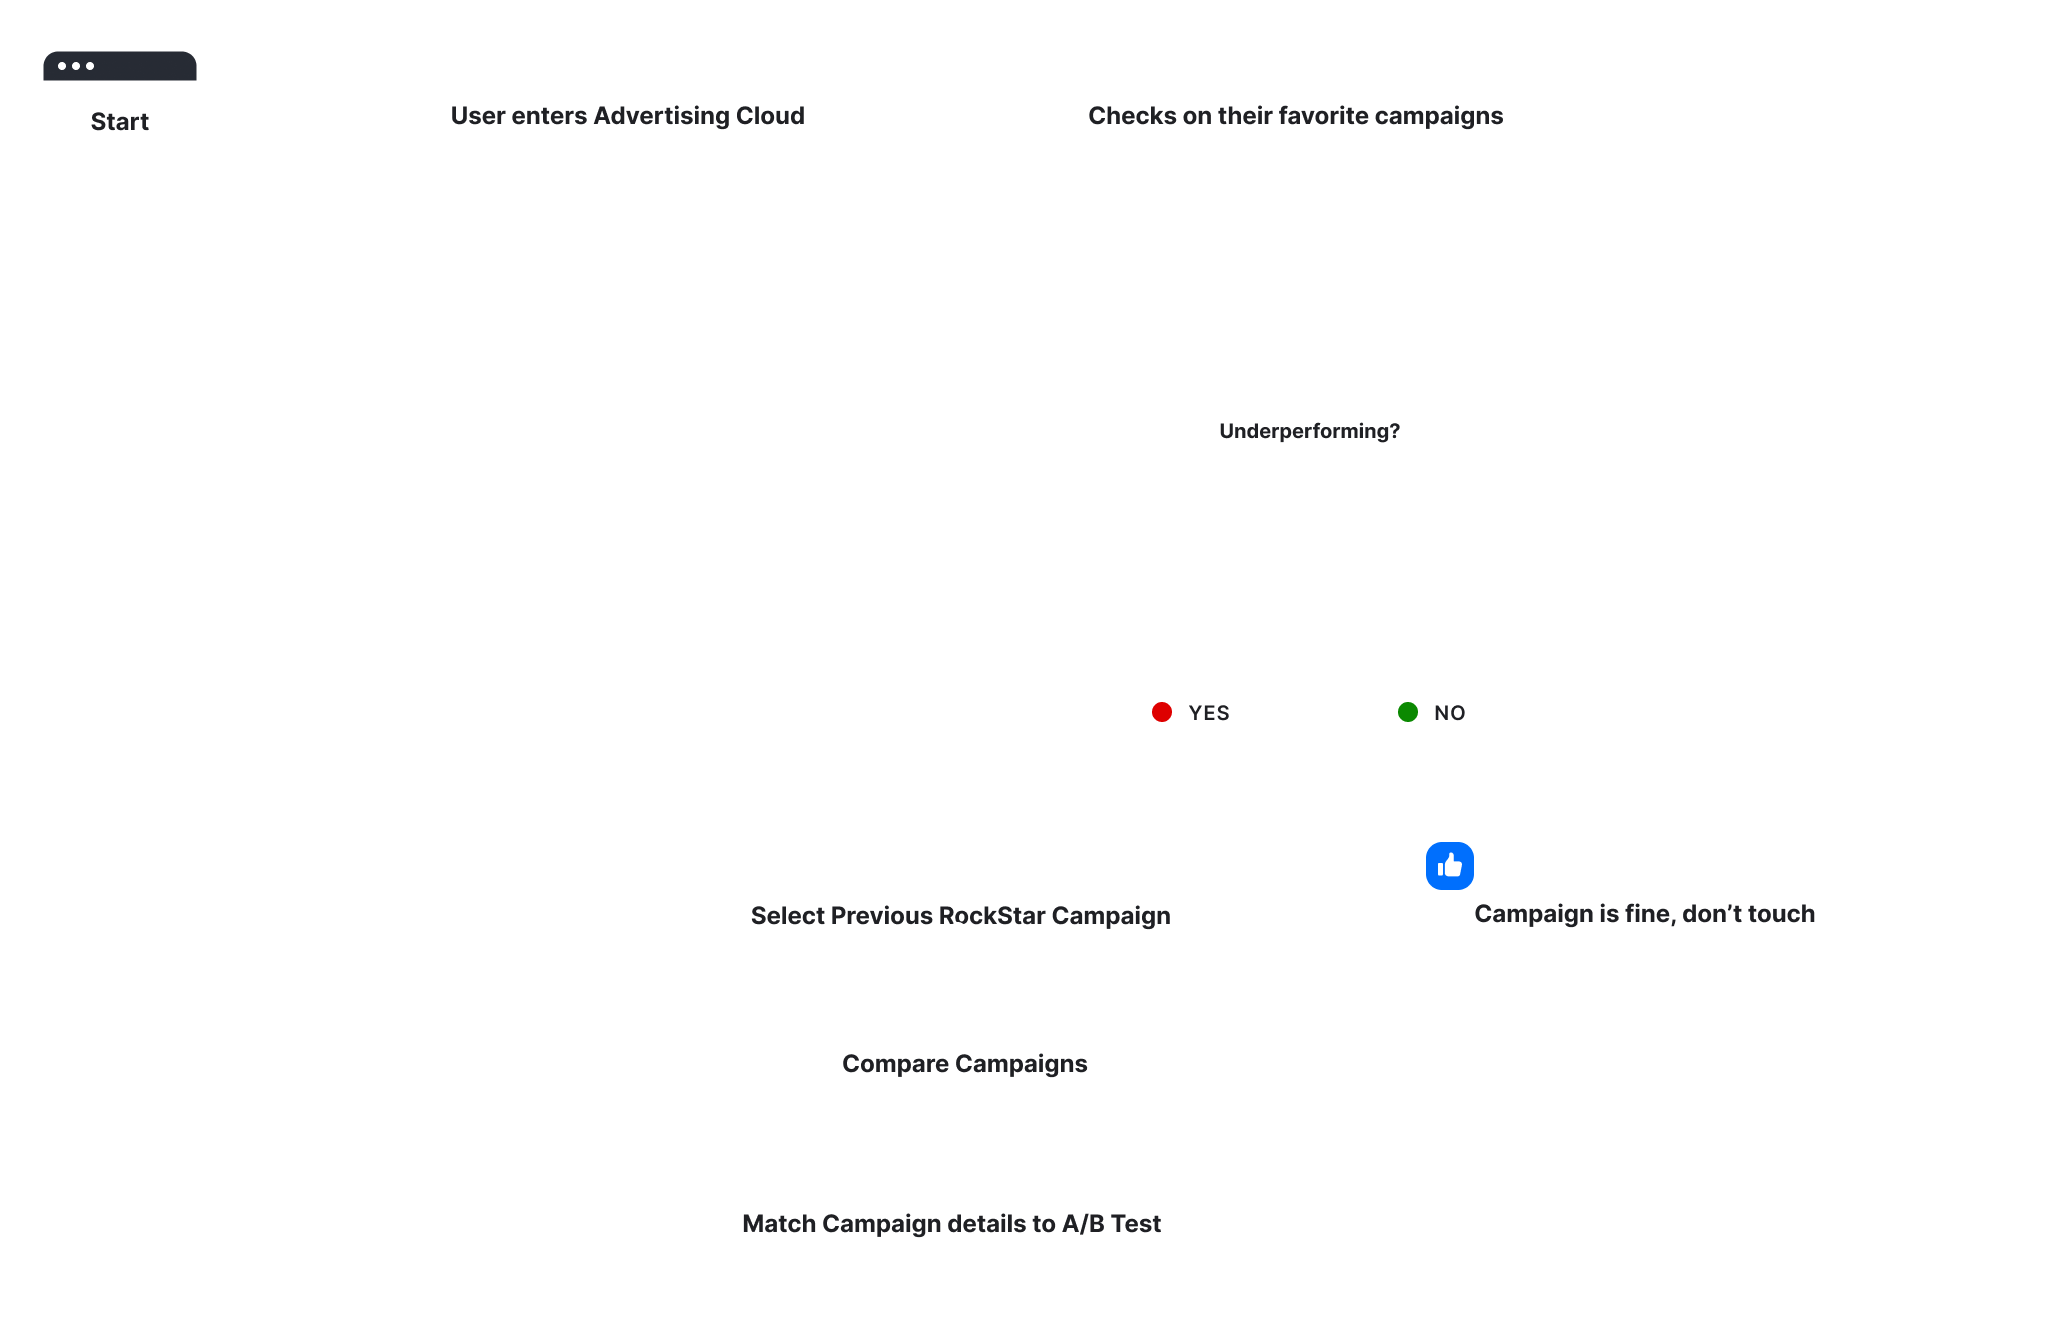 Start
User enters Advertising Cloud
Checks on their favorite campaigns
Underperforming?
YES
NO
Select Previous RockStar Campaign
Campaign is fine, don’t touch
Compare Campaigns
Match Campaign details to A/B Test